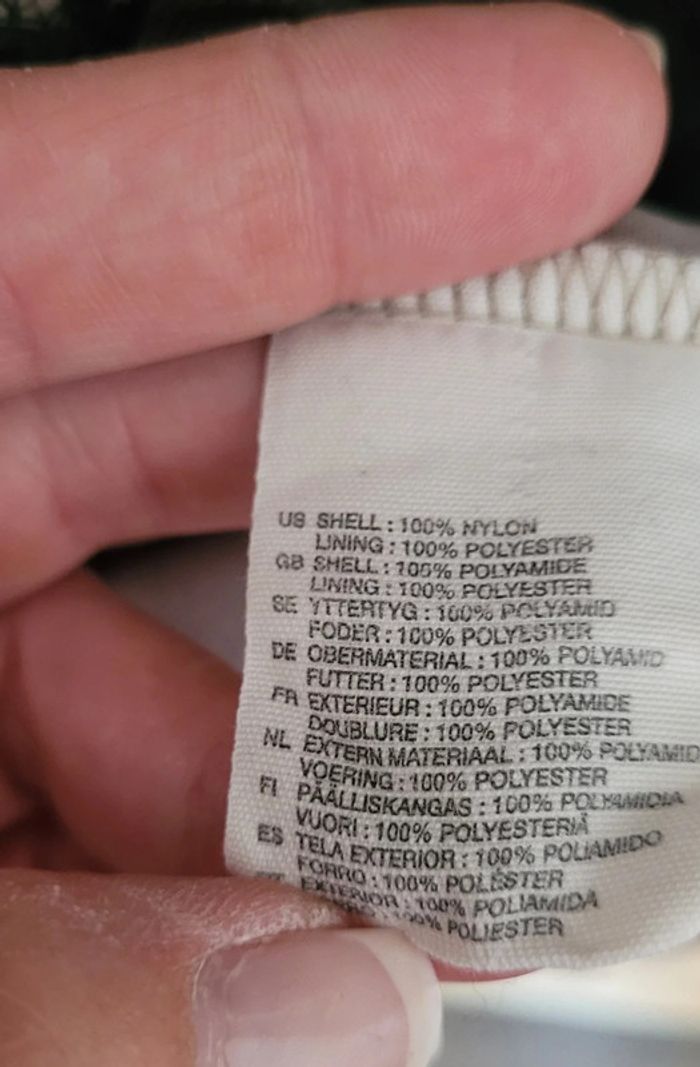 US SHELL : 100% NYLON
LINING : 100% POLYESTER
GB SHELL : 100% POLYAMIDE
LINING : 100% POLYESTER
SE YTTERTYG : 100% POLYAMID
FODER : 100% POLYESTER
DE OBERMATERIAL : 100% POLYAMID
FUTTER : 100% POLYESTER
FR EXTERIEUR : 100% POLYAMIDE
DOUBLURE : 100% POLYESTER
NL EXTERN MATERIAAL : 100% POLYAMID
VOERING : 100% POLYESTER
FI PÄÄLLISKANGAS : 100% POLYAMIDIA
VUORI : 100% POLYESTERIÄ
ES TELA EXTERIOR : 100% POLIAMIDO
FORRO : 100% POLÉSTER
EXTERIOR : 100% POLIAMIDA
100% POLIESTER